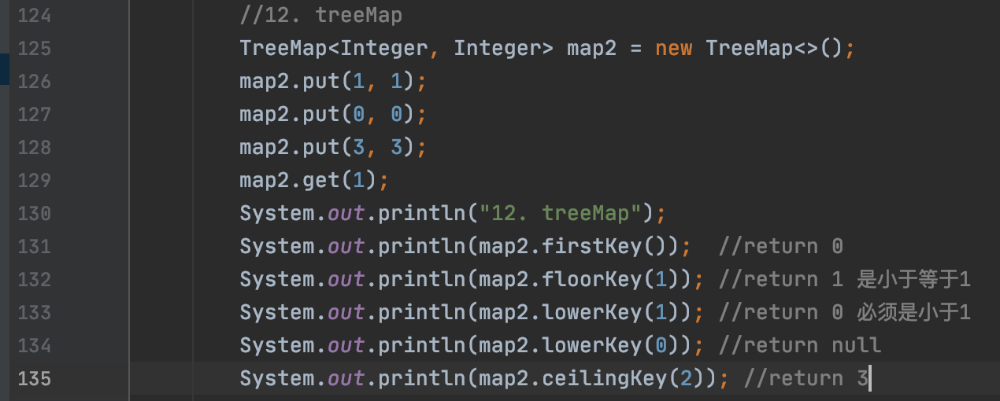 124 //12. treeMap
125 TreeMap<Integer, Integer> map2 = new TreeMap<>();
126 map2.put(1, 1);
127 map2.put(0, 0);
128 map2.put(3, 3);
129 map2.get(1);
130 System.out.println("12. treeMap");
131 System.out.println(map2.firstKey()); //return 0
132 System.out.println(map2.floorKey(1)); //return 1 是小于等于1
133 System.out.println(map2.lowerKey(1)); //return 0 必须是小于1
134 System.out.println(map2.lowerKey(0)); //return null
135 System.out.println(map2.ceilingKey(2)); //return 3